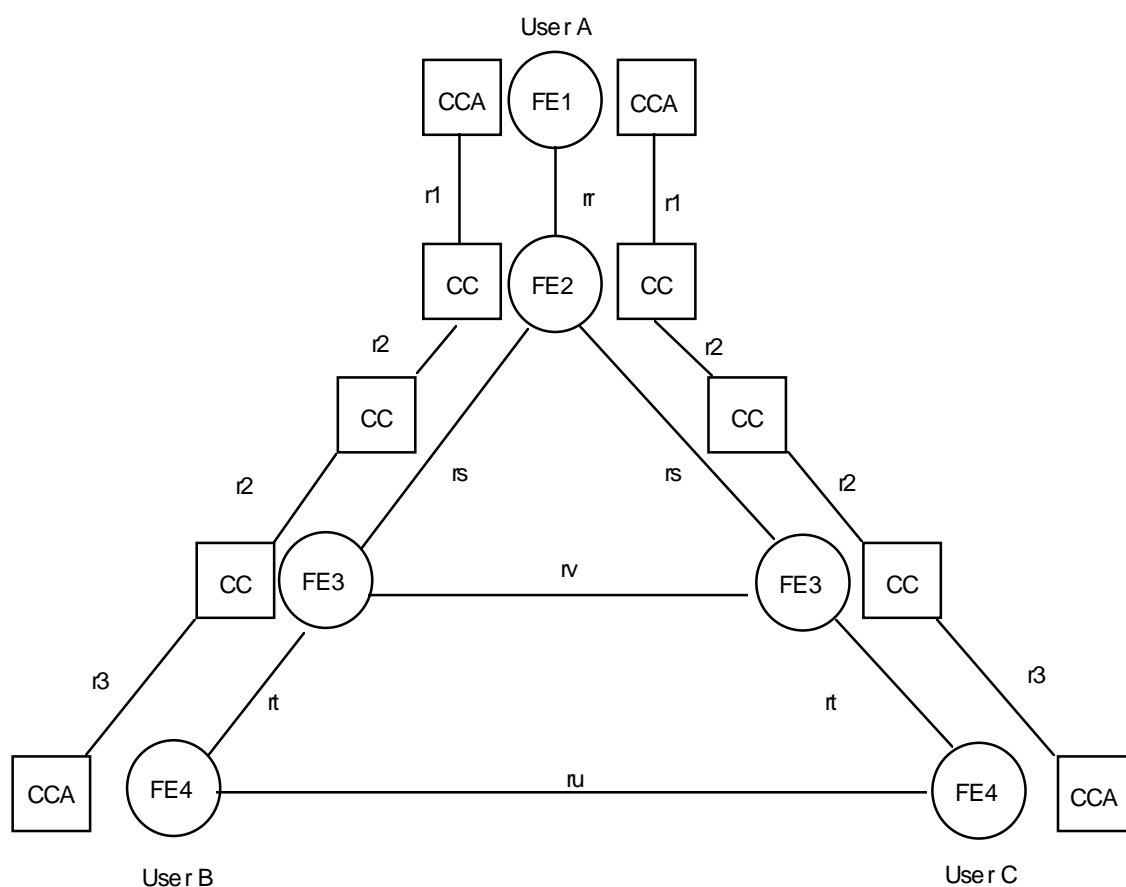 User A
CCA FE1 CCA
r1 rr r1
CC FE2 CC
r2 r2
CC CC
r2 rs rs r2
CC FE3 rv FE3 CC
r3 rt rt r3
CCA FE4 ru FE4 CCA
User B User C